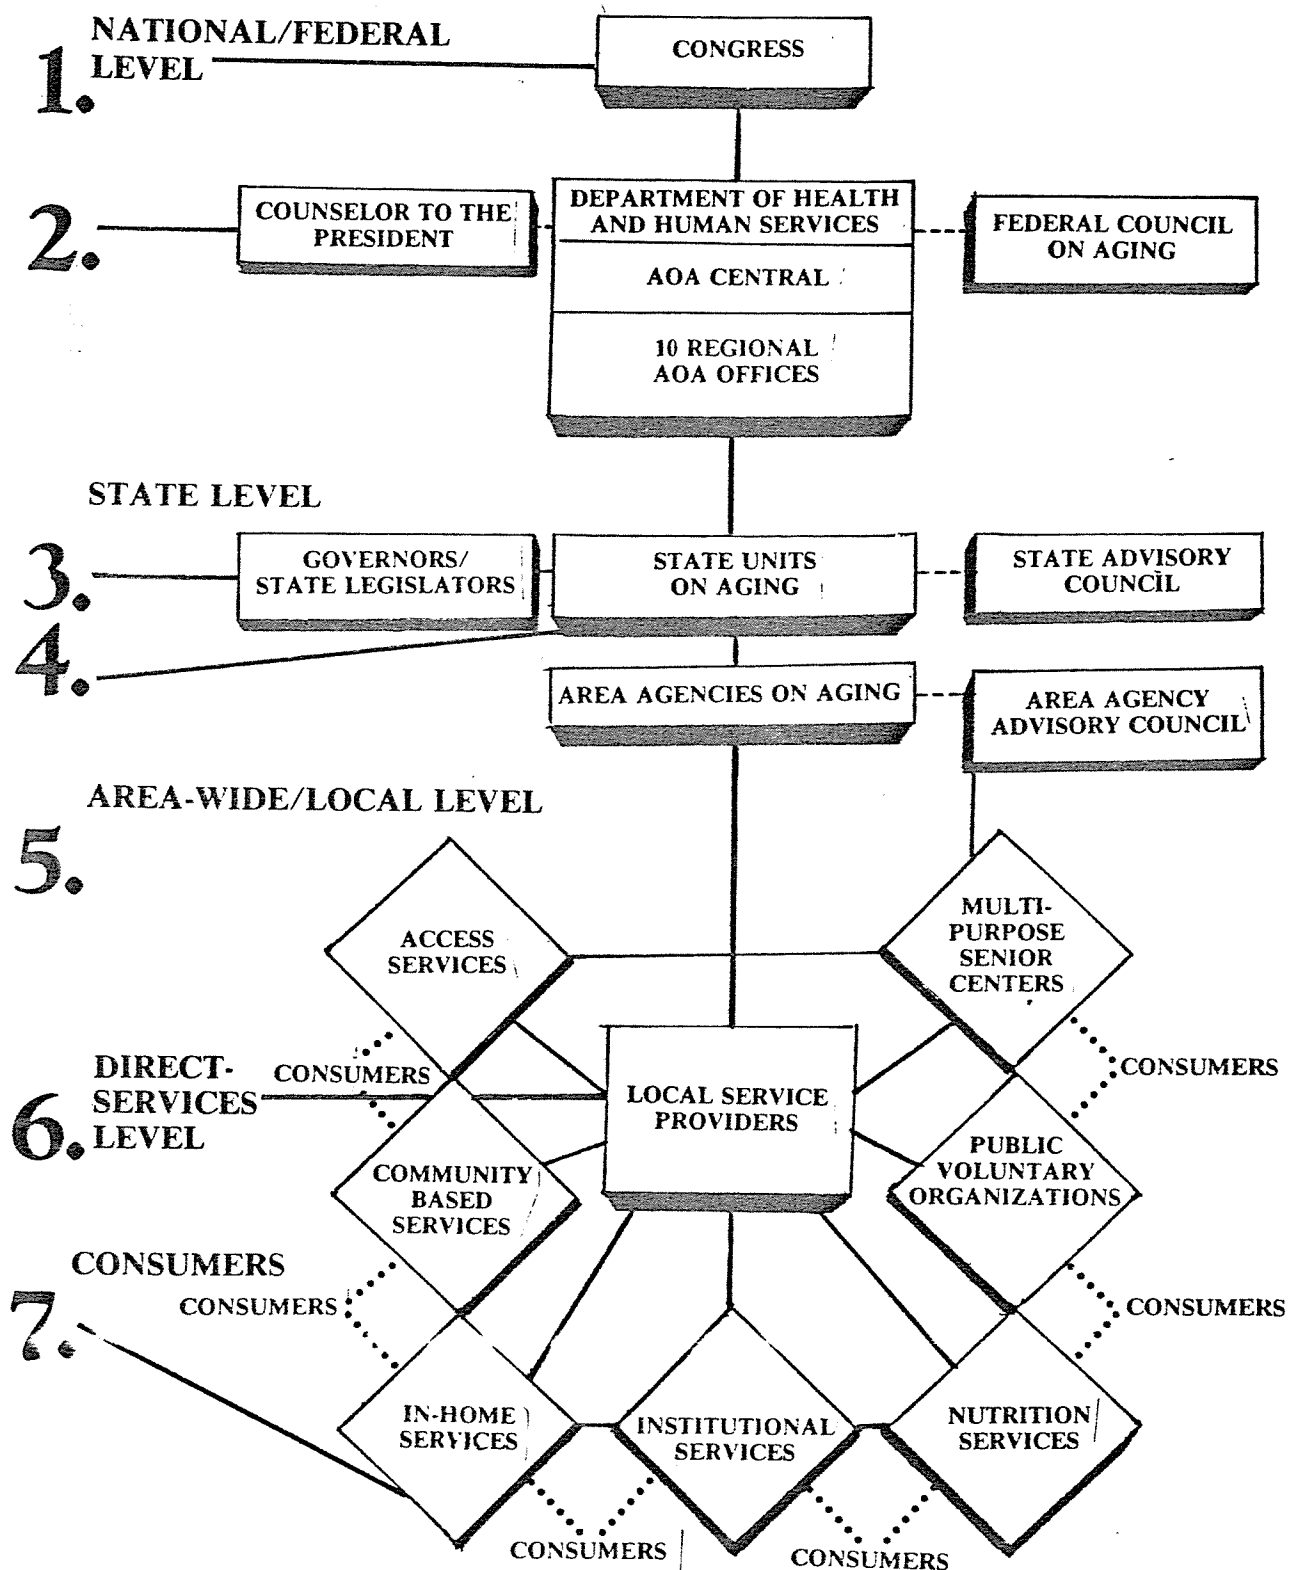 NATIONAL/FEDERAL
LEVEL
1.
CONGRESS
2.
COUNSELOR TO THE
PRESIDENT
DEPARTMENT OF HEALTH
AND HUMAN SERVICES
AOA CENTRAL
10 REGIONAL
AOA OFFICES
FEDERAL COUNCIL
ON AGING
STATE LEVEL
3.
GOVERNORS/
STATE LEGISLATORS
STATE UNITS
ON AGING
STATE ADVISORY
COUNCIL
4.
AREA AGENCIES ON AGING
AREA AGENCY
ADVISORY COUNCIL
AREA-WIDE/LOCAL LEVEL
5.
ACCESS
SERVICES
MULTI-
PURPOSE
SENIOR
CENTERS
CONSUMERS
CONSUMERS
DIRECT-
SERVICES
LEVEL
6.
LOCAL SERVICE
PROVIDERS
COMMUNITY
BASED
SERVICES
PUBLIC
VOLUNTARY
ORGANIZATIONS
CONSUMERS
7.
CONSUMERS
CONSUMERS
IN-HOME
SERVICES
INSTITUTIONAL
SERVICES
NUTRITION
SERVICES
CONSUMERS
CONSUMERS